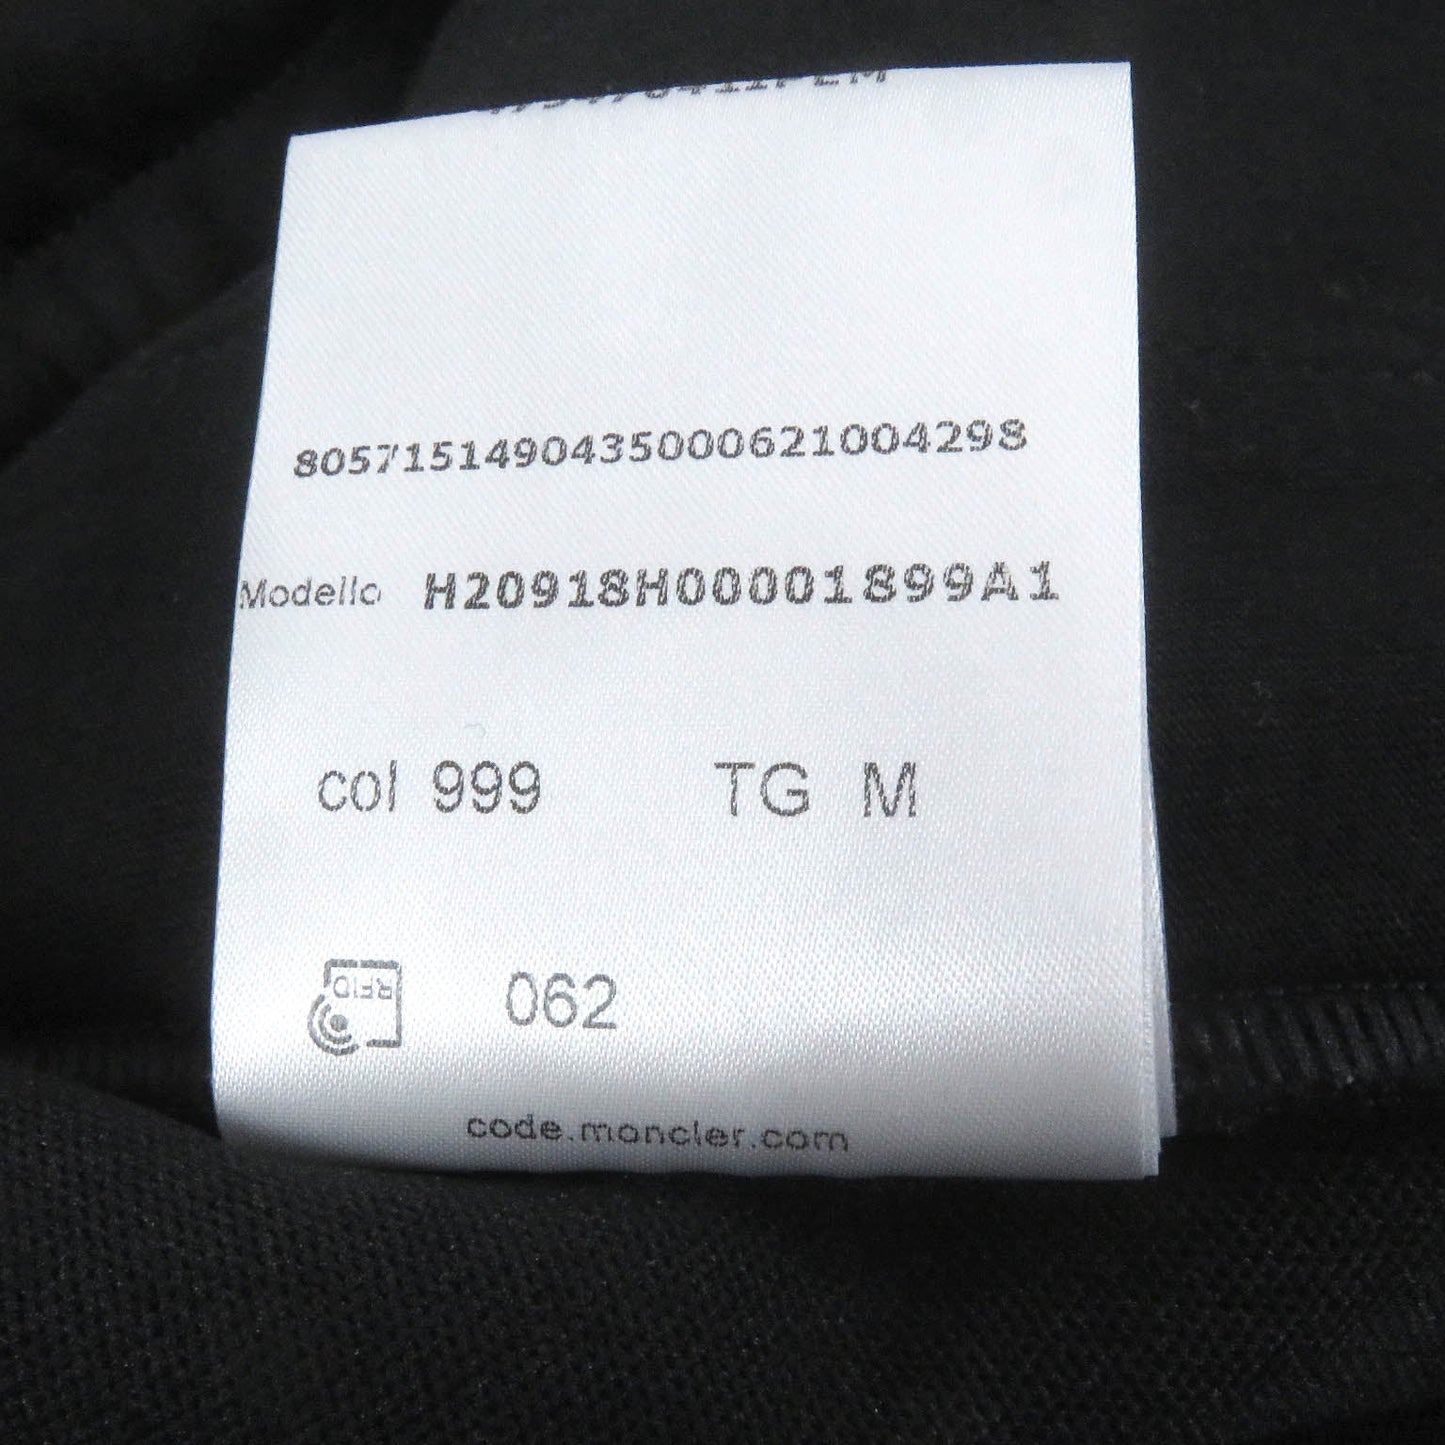 8057151490435000621004298
Modello H20918H00001899A1
col 999 TG M
RFID 062
code.moncler.com